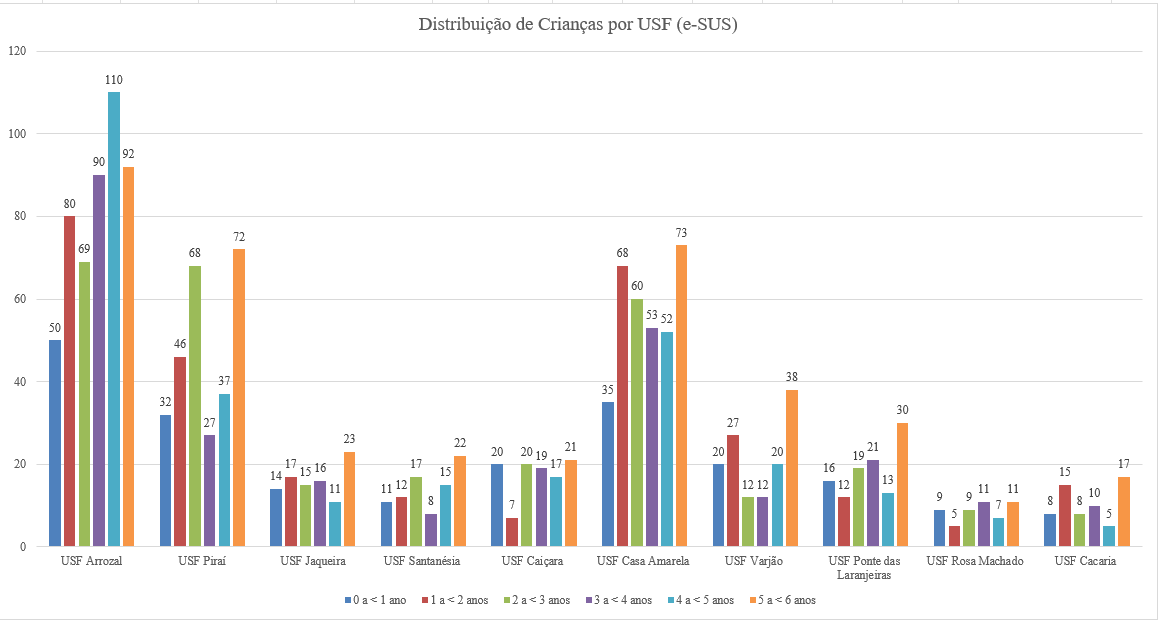 Distribuição de Crianças por USF (e-SUS)
120
100
80
60
40
20
0
50 80 69 90 110 92
32 46 68 27 37 72
14 17 15 16 11 23
11 12 17 8 15 22
20 7 20 19 17 21
35 68 60 53 52 73
20 27 12 12 20 38
16 12 19 21 13 30
9 5 9 11 7 11
8 15 8 10 5 17
USF Arrozal
USF Piraí
USF Jaqueira
USF Santanésia
USF Caiçara
USF Casa Amarela
USF Varjão
USF Ponte das
Laranjeiras
USF Rosa Machado
USF Cacaria
0 a < 1 ano 1 a < 2 anos 2 a < 3 anos 3 a < 4 anos 4 a < 5 anos 5 a < 6 anos